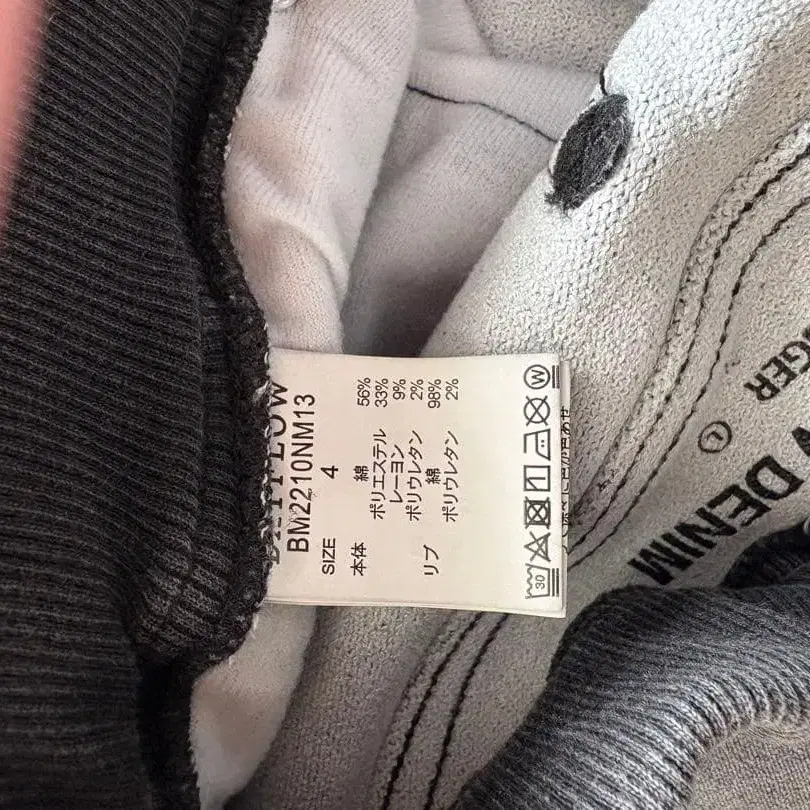 BM2210NM13
SIZE 4
本体 綿 56%
ポリエステル 33%
レーヨン 9%
ポリウレタン 2%
リブ 綿 98%
ポリウレタン 2%
30
W
GER
L
DENIM